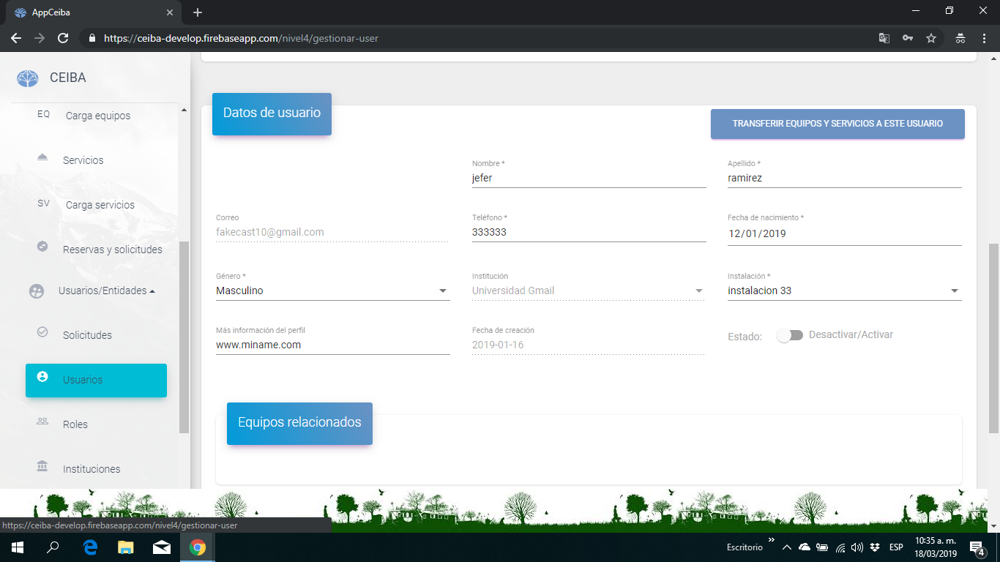 AppCeiba
https://ceiba-develop.firebaseapp.com/nivel4/gestionar-user
CEIBA
EQ Carga equipos
Servicios
SV Carga servicios
Reservas y solicitudes
Usuarios/Entidades
Solicitudes
Usuarios
Roles
Instituciones
Datos de usuario
TRANSFERIR EQUIPOS Y SERVICIOS A ESTE USUARIO
Nombre *
jefer
Apellido *
ramirez
Correo
fakecast10@gmail.com
Teléfono *
333333
Fecha de nacimiento *
12/01/2019
Género *
Masculino
Institución
Universidad Gmail
Instalación *
instalacion 33
Más información del perfil
www.miname.com
Fecha de creación
2019-01-16
Estado: Desactivar/Activar
Equipos relacionados
https://ceiba-develop.firebaseapp.com/nivel4/gestionar-user
Escritorio
ESP
10:35 a. m.
18/03/2019
4